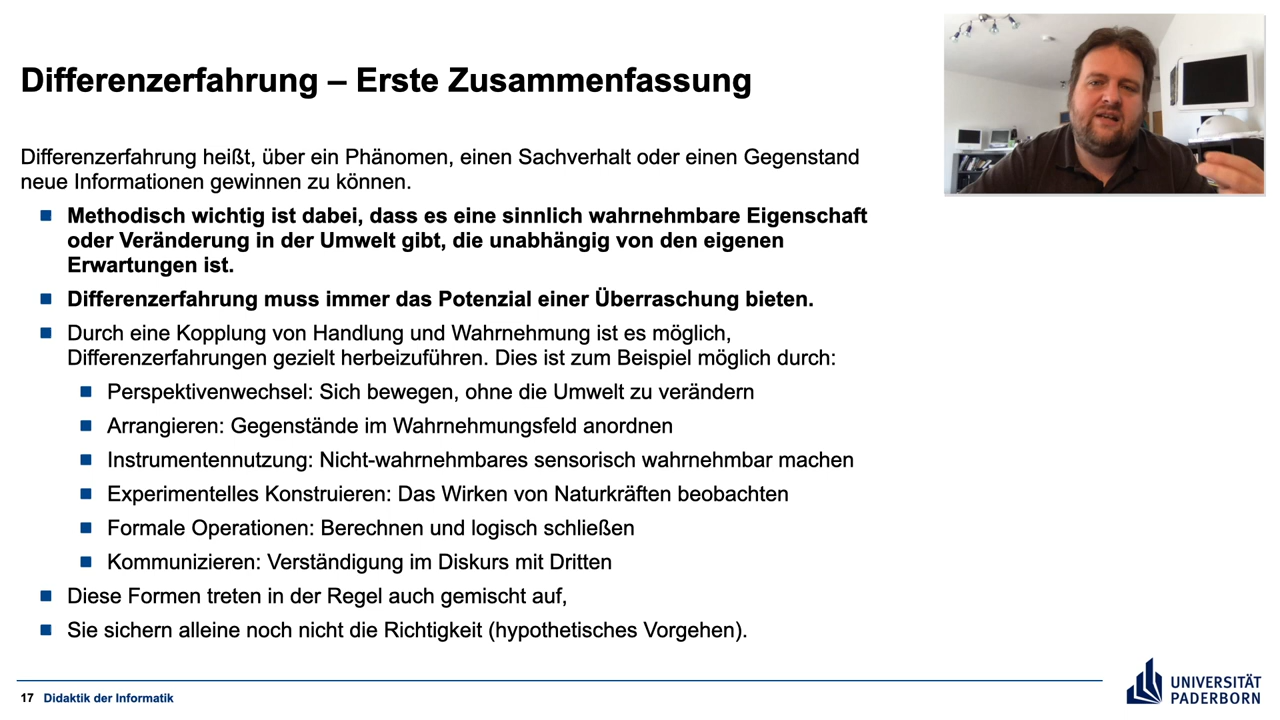 Differenzerfahrung – Erste Zusammenfassung
Differenzerfahrung heißt, über ein Phänomen, einen Sachverhalt oder einen Gegenstand
neue Informationen gewinnen zu können.
Methodisch wichtig ist dabei, dass es eine sinnlich wahrnehmbare Eigenschaft
oder Veränderung in der Umwelt gibt, die unabhängig von den eigenen
Erwartungen ist.
Differenzerfahrung muss immer das Potenzial einer Überraschung bieten.
Durch eine Kopplung von Handlung und Wahrnehmung ist es möglich,
Differenzerfahrungen gezielt herbeizuführen. Dies ist zum Beispiel möglich durch:
Perspektivenwechsel: Sich bewegen, ohne die Umwelt zu verändern
Arrangieren: Gegenstände im Wahrnehmungsfeld anordnen
Instrumentennutzung: Nicht-wahrnehmbares sensorisch wahrnehmbar machen
Experimentelles Konstruieren: Das Wirken von Naturkräften beobachten
Formale Operationen: Berechnen und logisch schließen
Kommunizieren: Verständigung im Diskurs mit Dritten
Diese Formen treten in der Regel auch gemischt auf,
Sie sichern alleine noch nicht die Richtigkeit (hypothetisches Vorgehen).
17 Didaktik der Informatik
UNIVERSITÄT
PADERBORN